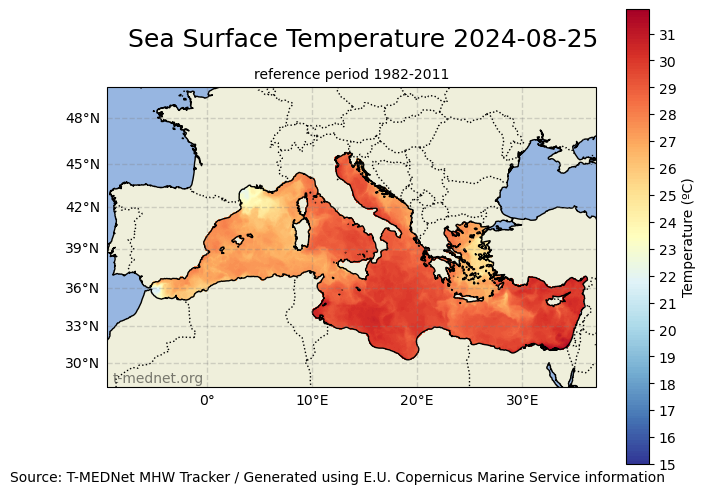 Sea Surface Temperature 2024-08-25
reference period 1982-2011
48°N
45°N
42°N
39°N
36°N
33°N
30°N
t-mednet.org
0°
10°E
20°E
30°E
31
30
29
28
27
26
25
24
23
22
21
20
19
18
17
16
15
Temperature (ºC)
Source: T-MEDNet MHW Tracker / Generated using E.U. Copernicus Marine Service information